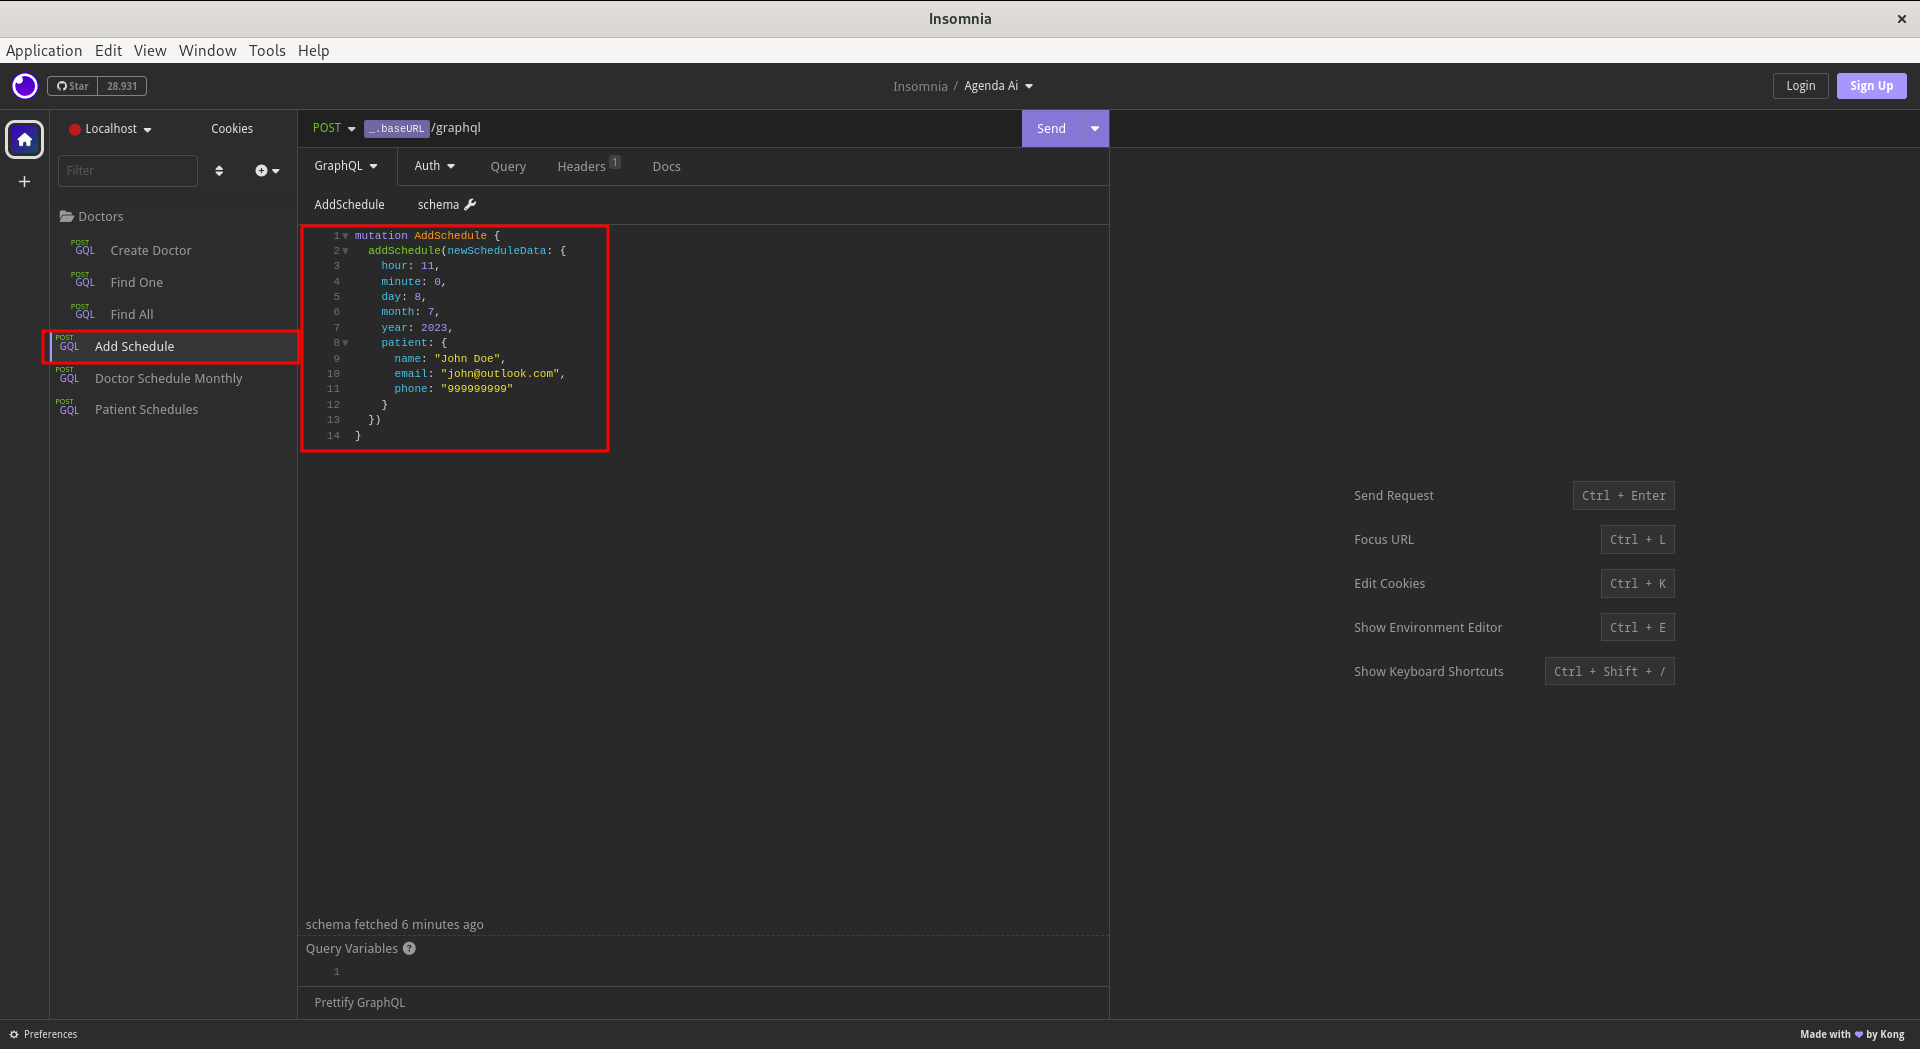 Insomnia
Application Edit View Window Tools Help
Star 28.931
Insomnia / Agenda Ai
Login Sign Up
Localhost Cookies
Filter
Doctors
POST GQL Create Doctor
POST GQL Find One
POST GQL Find All
POST GQL Add Schedule
POST GQL Doctor Schedule Monthly
POST GQL Patient Schedules
POST _.baseURL/graphql Send
GraphQL Auth Query Headers 1 Docs
AddSchedule schema
1 mutation AddSchedule {
2 addSchedule(newScheduleData: {
3 hour: 11,
4 minute: 0,
5 day: 8,
6 month: 7,
7 year: 2023,
8 patient: {
9 name: "John Doe",
10 email: "john@outlook.com",
11 phone: "999999999"
12 }
13 })
14 }
schema fetched 6 minutes ago
Query Variables ?
1
Prettify GraphQL
Send Request Ctrl + Enter
Focus URL Ctrl + L
Edit Cookies Ctrl + K
Show Environment Editor Ctrl + E
Show Keyboard Shortcuts Ctrl + Shift + /
Preferences
Made with ❤ by Kong